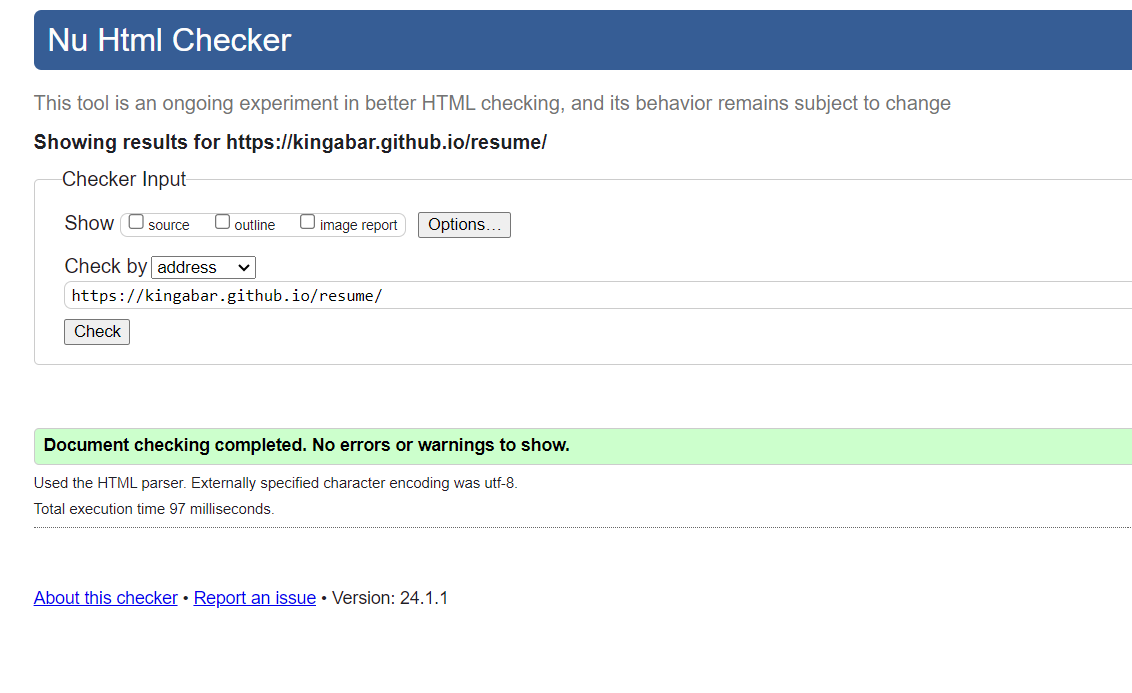 Nu Html Checker
This tool is an ongoing experiment in better HTML checking, and its behavior remains subject to change
Showing results for https://kingabar.github.io/resume/
Checker Input
Show source outline image report Options...
Check by address
https://kingabar.github.io/resume/
Check
Document checking completed. No errors or warnings to show.
Used the HTML parser. Externally specified character encoding was utf-8.
Total execution time 97 milliseconds.
About this checker • Report an issue • Version: 24.1.1